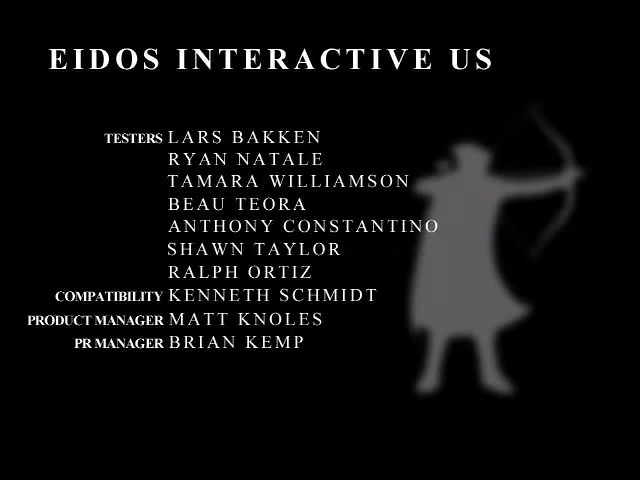 EIDOS INTERACTIVE US
TESTERS LARS BAKKEN
RYAN NATALE
TAMARA WILLIAMSON
BEAU TEORA
ANTHONY CONSTANTINO
SHAWN TAYLOR
RALPH ORTIZ
COMPATIBILITY KENNETH SCHMIDT
PRODUCT MANAGER MATT KNOLES
PR MANAGER BRIAN KEMP